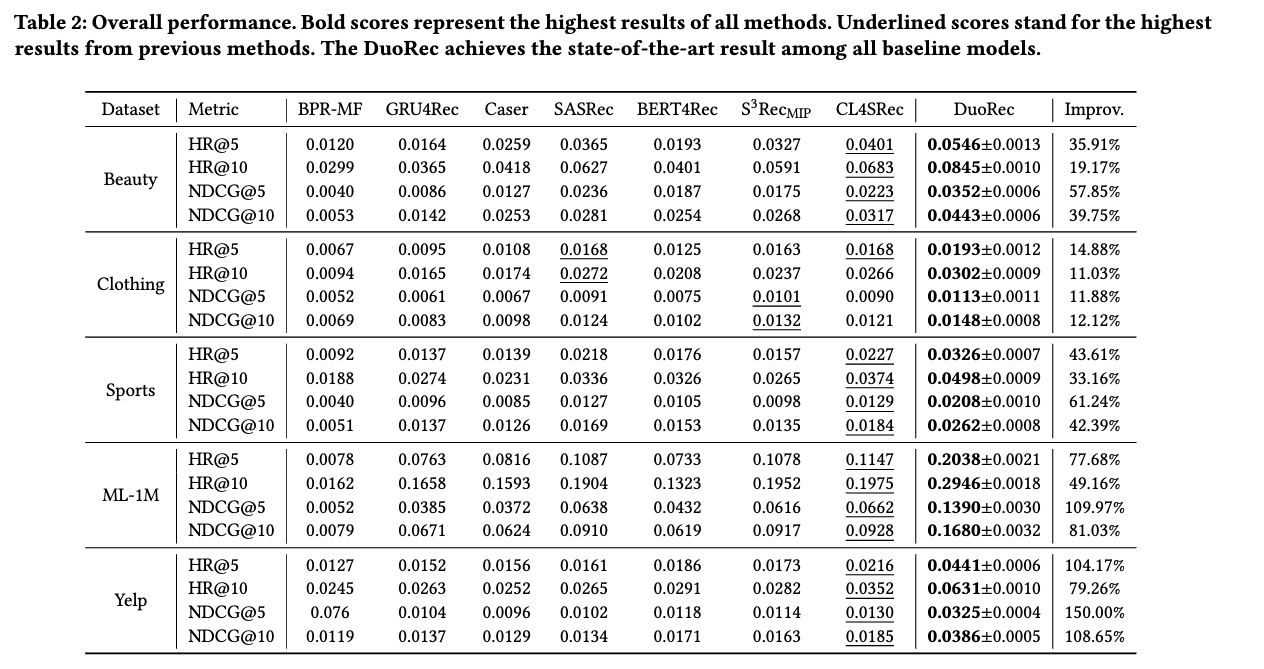 Table 2: Overall performance. Bold scores represent the highest results of all methods. Underlined scores stand for the highest
results from previous methods. The DuoRec achieves the state-of-the-art result among all baseline models.
Dataset Metric BPR-MF GRU4Rec Caser SASRec BERT4Rec S³Rec_MIP CL4SRec DuoRec Improv.
Beauty
HR@5 0.0120 0.0164 0.0259 0.0365 0.0193 0.0327 0.0401 0.0546±0.0013 35.91%
HR@10 0.0299 0.0365 0.0418 0.0627 0.0401 0.0591 0.0683 0.0845±0.0010 19.17%
NDCG@5 0.0040 0.0086 0.0127 0.0236 0.0187 0.0175 0.0223 0.0352±0.0006 57.85%
NDCG@10 0.0053 0.0142 0.0253 0.0281 0.0254 0.0268 0.0317 0.0443±0.0006 39.75%
Clothing
HR@5 0.0067 0.0095 0.0108 0.0168 0.0125 0.0163 0.0168 0.0193±0.0012 14.88%
HR@10 0.0094 0.0165 0.0174 0.0272 0.0208 0.0237 0.0266 0.0302±0.0009 11.03%
NDCG@5 0.0052 0.0061 0.0067 0.0091 0.0075 0.0101 0.0090 0.0113±0.0011 11.88%
NDCG@10 0.0069 0.0083 0.0098 0.0124 0.0102 0.0132 0.0121 0.0148±0.0008 12.12%
Sports
HR@5 0.0092 0.0137 0.0139 0.0218 0.0176 0.0157 0.0227 0.0326±0.0007 43.61%
HR@10 0.0188 0.0274 0.0231 0.0336 0.0326 0.0265 0.0374 0.0498±0.0009 33.16%
NDCG@5 0.0040 0.0096 0.0085 0.0127 0.0105 0.0098 0.0129 0.0208±0.0010 61.24%
NDCG@10 0.0051 0.0137 0.0126 0.0169 0.0153 0.0135 0.0184 0.0262±0.0008 42.39%
ML-1M
HR@5 0.0078 0.0763 0.0816 0.1087 0.0733 0.1078 0.1147 0.2038±0.0021 77.68%
HR@10 0.0162 0.1658 0.1593 0.1904 0.1323 0.1952 0.1975 0.2946±0.0018 49.16%
NDCG@5 0.0052 0.0385 0.0372 0.0638 0.0432 0.0616 0.0662 0.1390±0.0030 109.97%
NDCG@10 0.0079 0.0671 0.0624 0.0910 0.0619 0.0917 0.0928 0.1680±0.0032 81.03%
Yelp
HR@5 0.0127 0.0152 0.0156 0.0161 0.0186 0.0173 0.0216 0.0441±0.0006 104.17%
HR@10 0.0245 0.0263 0.0252 0.0265 0.0291 0.0282 0.0352 0.0631±0.0010 79.26%
NDCG@5 0.076 0.0104 0.0096 0.0102 0.0118 0.0114 0.0130 0.0325±0.0004 150.00%
NDCG@10 0.0119 0.0137 0.0129 0.0134 0.0171 0.0163 0.0185 0.0386±0.0005 108.65%